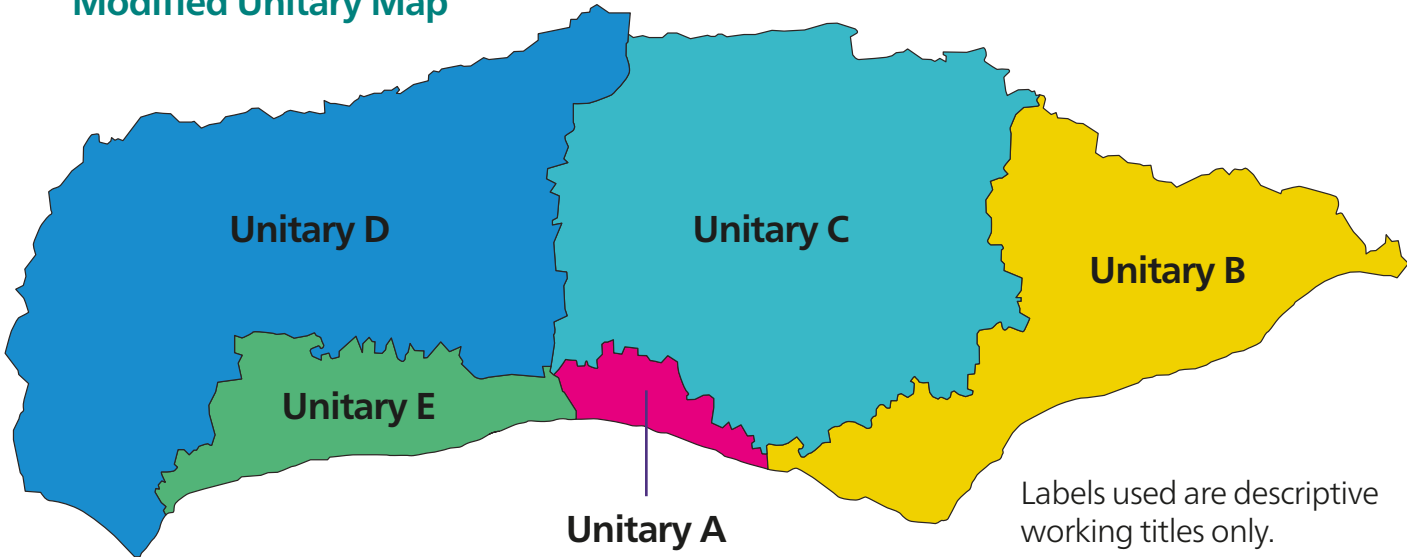 Modified Unitary Map
Unitary D
Unitary C
Unitary B
Unitary E
Unitary A
Labels used are descriptive
working titles only.